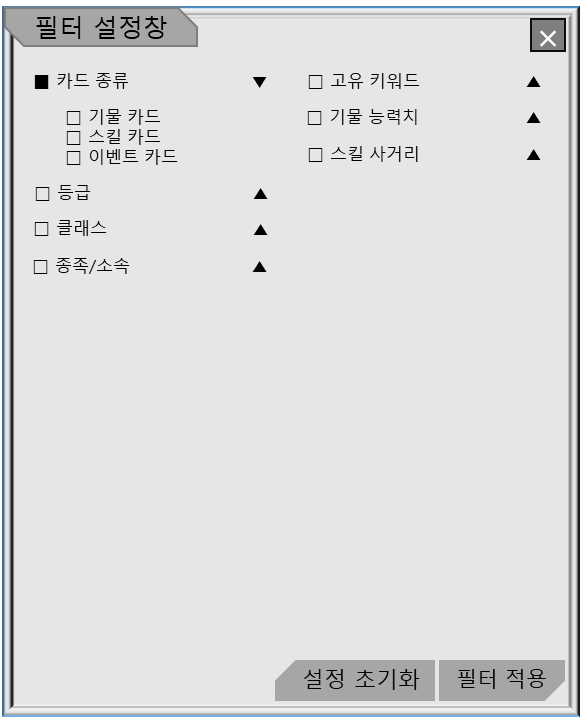 필터 설정창
■ 카드 종류 ▼
□ 기물 카드
□ 스킬 카드
□ 이벤트 카드
□ 등급 ▲
□ 클래스 ▲
□ 종족/소속 ▲
□ 고유 키워드 ▲
□ 기물 능력치 ▲
□ 스킬 사거리 ▲
설정 초기화
필터 적용